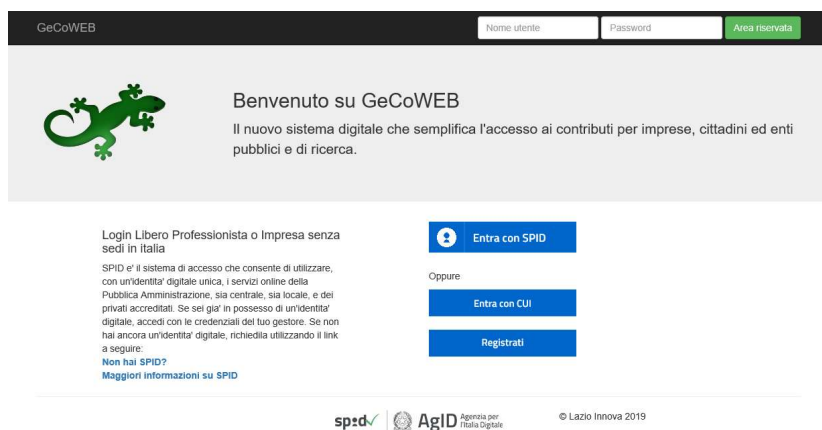 GeCoWEB
Nome utente
Password
Area riservata
Benvenuto su GeCoWEB
Il nuovo sistema digitale che semplifica l'accesso ai contributi per imprese, cittadini ed enti
pubblici e di ricerca.
Login Libero Professionista o Impresa senza
sedi in italia
SPID e' il sistema di accesso che consente di utilizzare,
con un'identita' digitale unica, i servizi online della
Pubblica Amministrazione, sia centrale, sia locale, e dei
privati accreditati. Se sei gia' in possesso di un'identita'
digitale, accedi con le credenziali del tuo gestore. Se non
hai ancora un'identita' digitale, richiedila utilizzando il link
a seguire:
Non hai SPID?
Maggiori informazioni su SPID
Entra con SPID
Oppure
Entra con CUI
Registrati
spid
AgID
Agenzia per
l'Italia Digitale
© Lazio Innova 2019